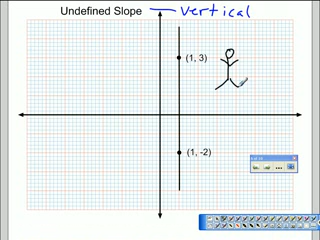 Undefined Slope — vertical
(1, 3)
(1, -2)